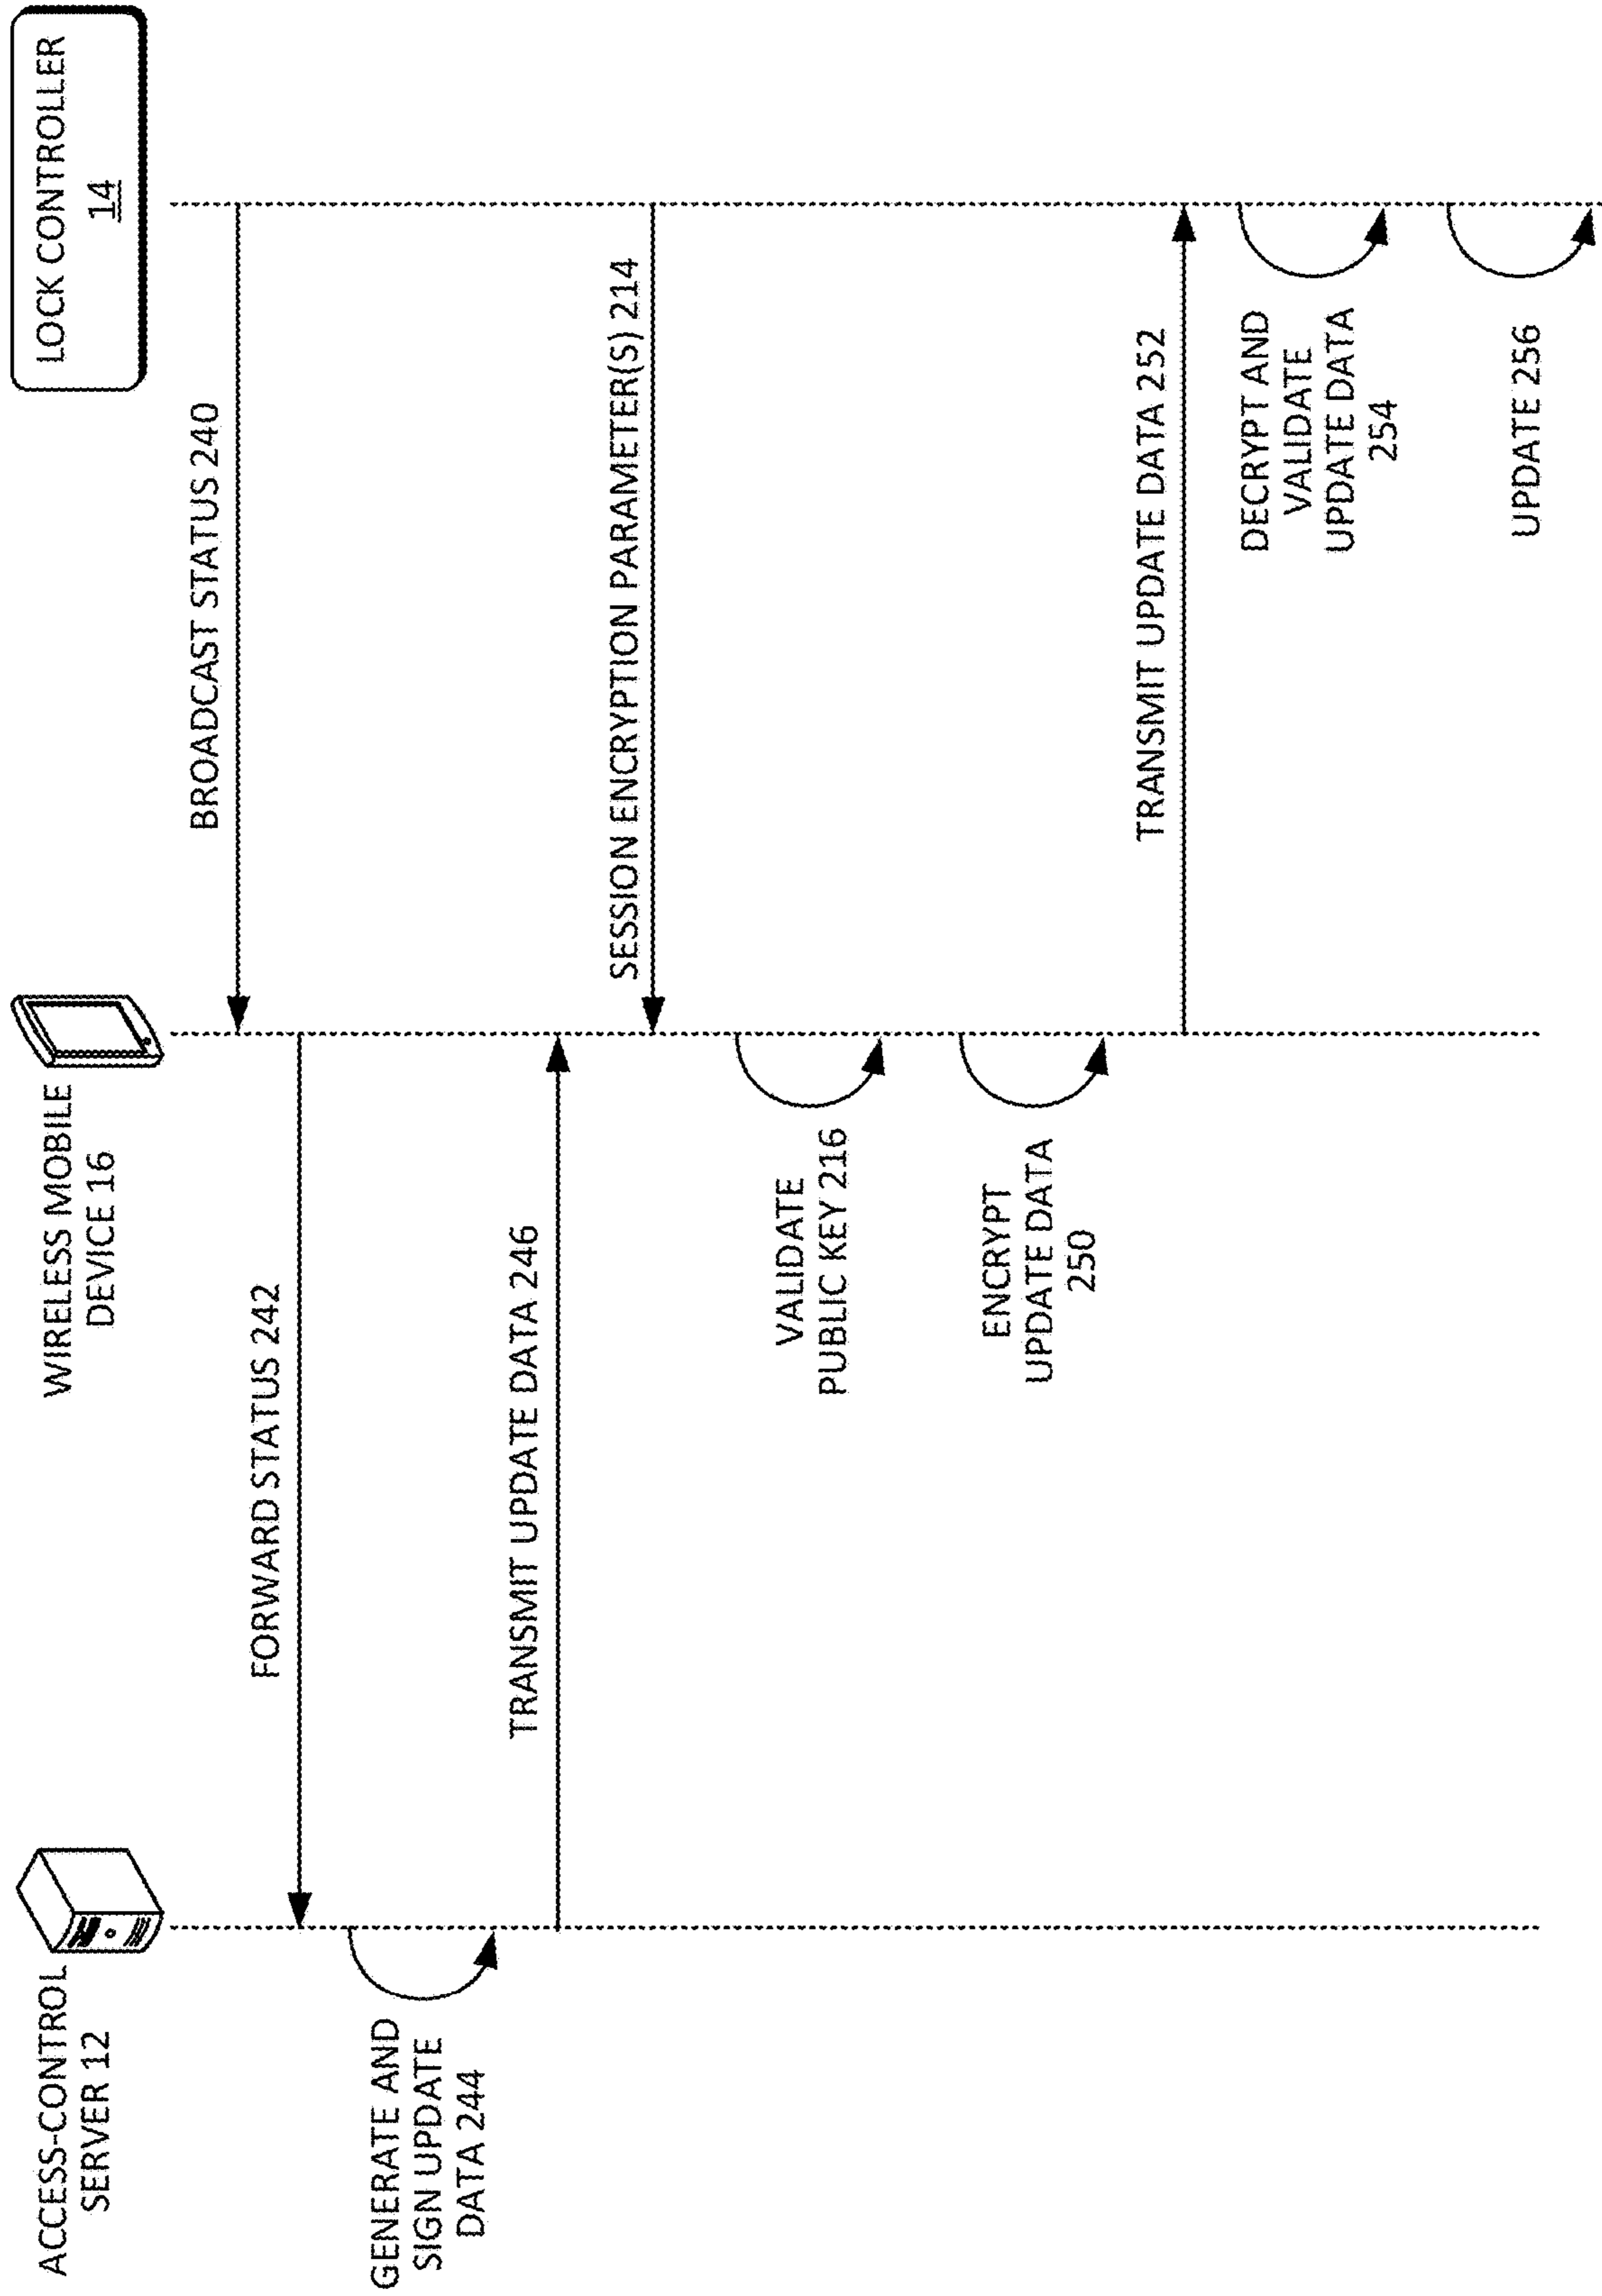 ACCESS-CONTROL
SERVER 12
WIRELESS MOBILE
DEVICE 16
LOCK CONTROLLER
14
BROADCAST STATUS 240
FORWARD STATUS 242
GENERATE AND
SIGN UPDATE
DATA 244
TRANSMIT UPDATE DATA 246
SESSION ENCRYPTION PARAMETER(S) 214
VALIDATE
PUBLIC KEY 216
ENCRYPT
UPDATE DATA
250
TRANSMIT UPDATE DATA 252
DECRYPT AND
VALIDATE
UPDATE DATA
254
UPDATE 256